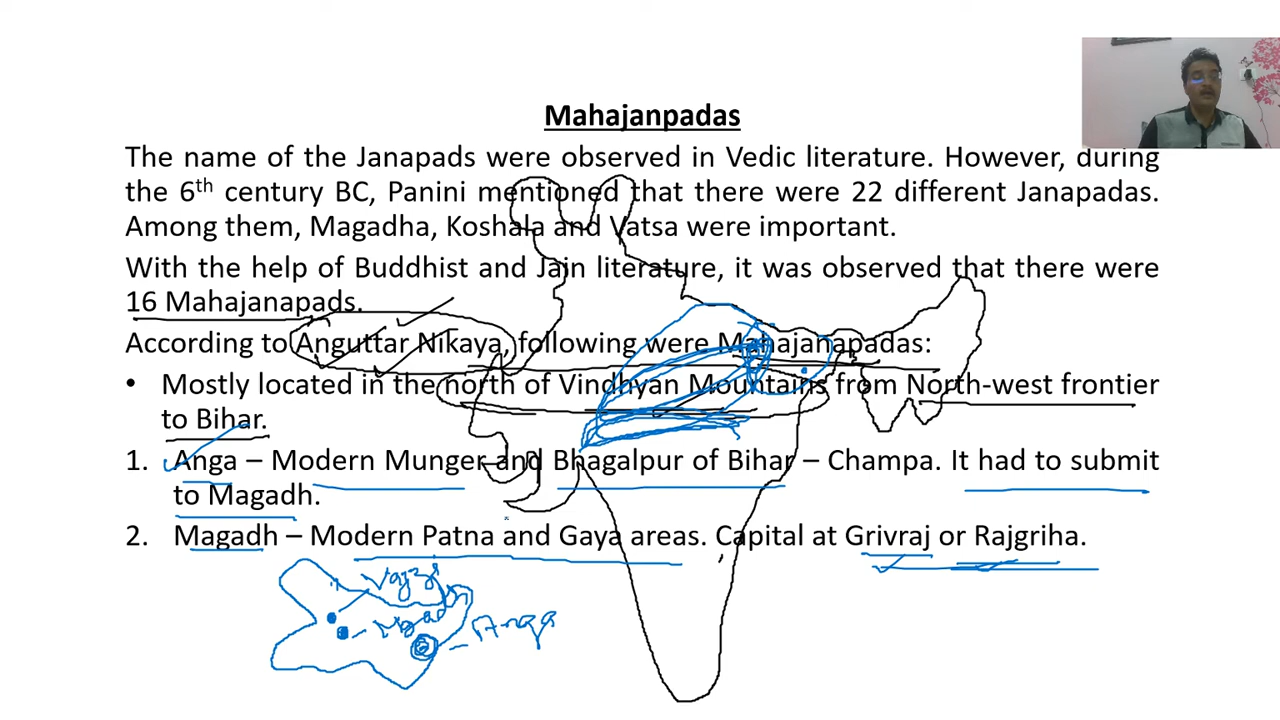 Mahajanpadas
The name of the Janapads were observed in Vedic literature. However, during
the 6th century BC, Panini mentioned that there were 22 different Janapadas.
Among them, Magadha, Koshala and Vatsa were important.
With the help of Buddhist and Jain literature, it was observed that there were
16 Mahajanapads.
According to Anguttar Nikaya, following were Mahajanapadas:
• Mostly located in the north of Vindhyan Mountains from North-west frontier
to Bihar.
1. Anga – Modern Munger and Bhagalpur of Bihar – Champa. It had to submit
to Magadh.
2. Magadh – Modern Patna and Gaya areas. Capital at Grivraj or Rajgriha.
Vajji
Anga